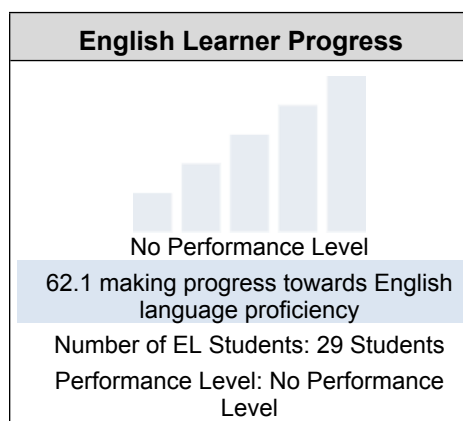 English Learner Progress
No Performance Level
62.1 making progress towards English
language proficiency
Number of EL Students: 29 Students
Performance Level: No Performance
Level